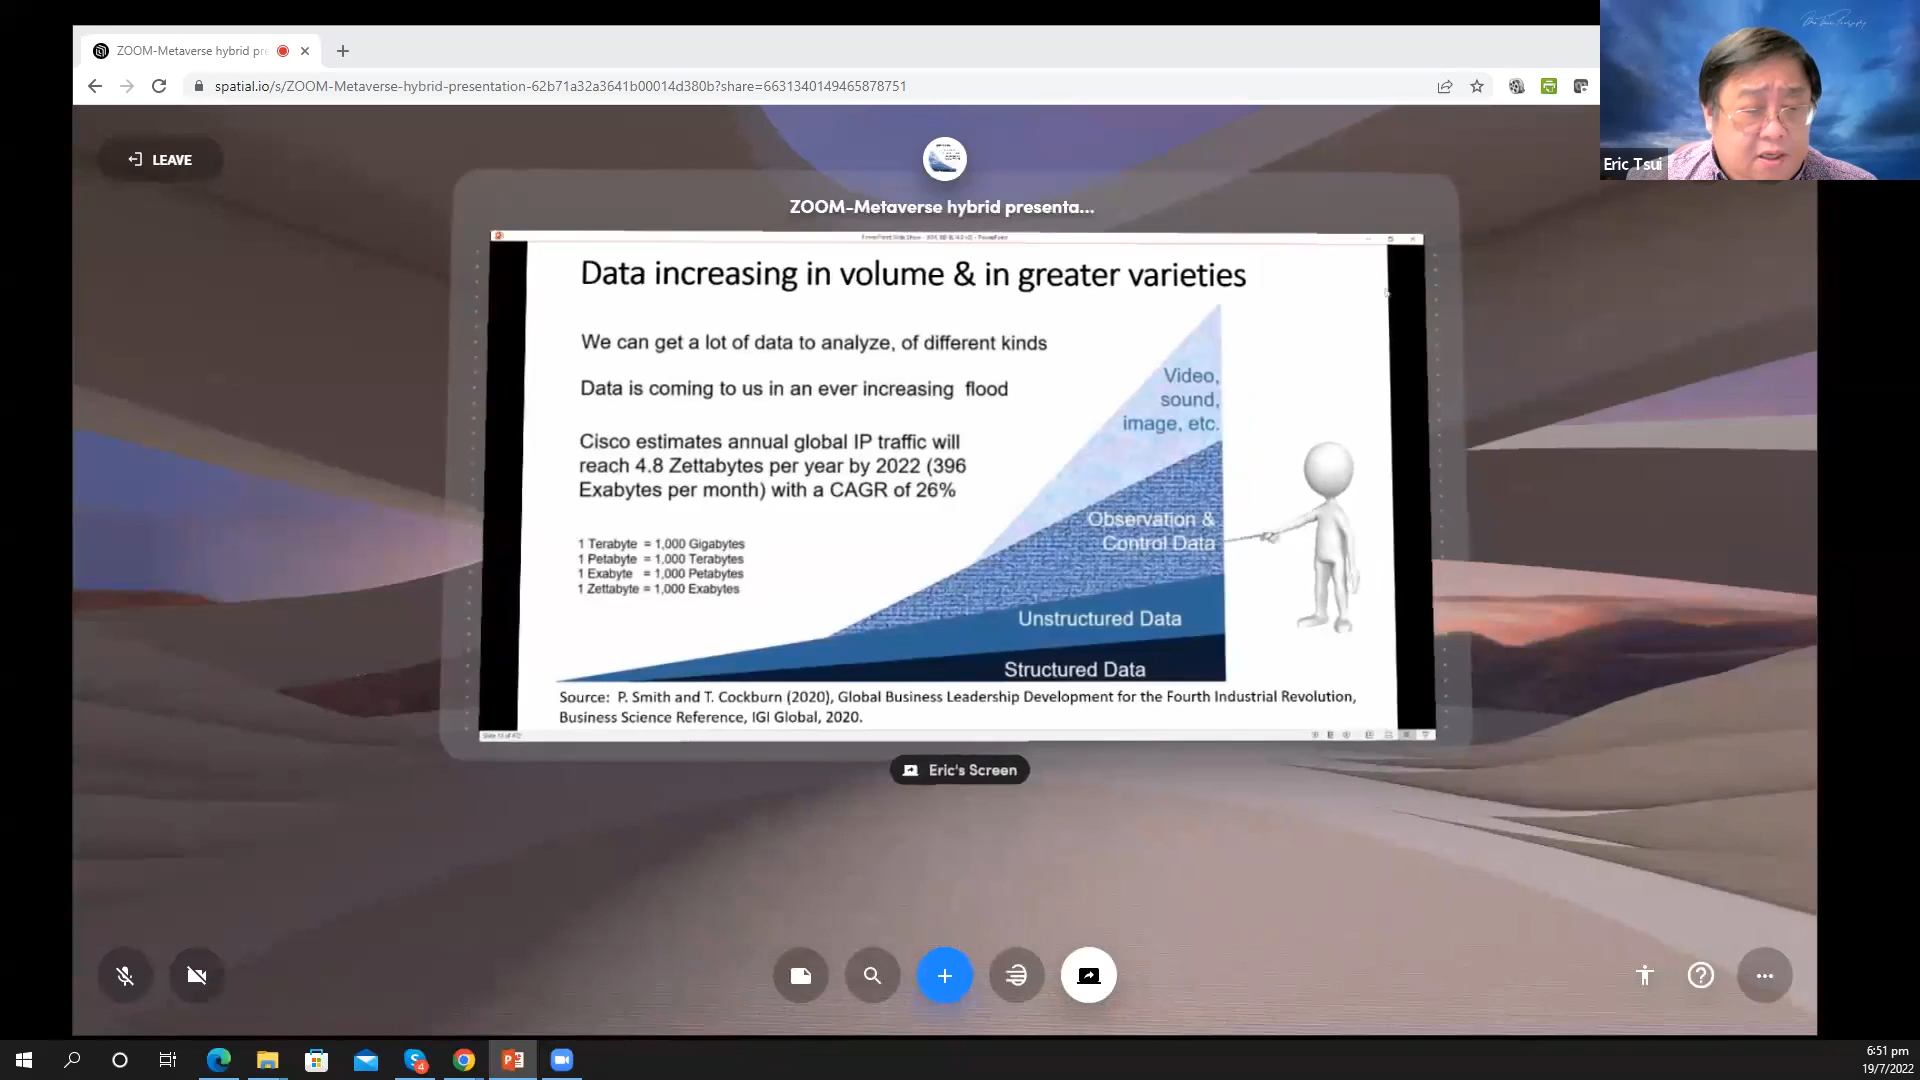 ZOOM-Metaverse hybrid pre
spatial.io/s/ZOOM-Metaverse-hybrid-presentation-62b71a32a3641b00014d380b?share=6631340149465878751
Eric Tsui
LEAVE
ZOOM-Metaverse hybrid presenta...
Data increasing in volume & in greater varieties
We can get a lot of data to analyze, of different kinds
Data is coming to us in an ever increasing flood
Cisco estimates annual global IP traffic will
reach 4.8 Zettabytes per year by 2022 (396
Exabytes per month) with a CAGR of 26%
1 Terabyte = 1,000 Gigabytes
1 Petabyte = 1,000 Terabytes
1 Exabyte = 1,000 Petabytes
1 Zettabyte = 1,000 Exabytes
Video,
sound,
image, etc.
Observation &
Control Data
Unstructured Data
Structured Data
Source: P. Smith and T. Cockburn (2020), Global Business Leadership Development for the Fourth Industrial Revolution,
Business Science Reference, IGI Global, 2020.
Eric's Screen
4
6:51 pm
19/7/2022